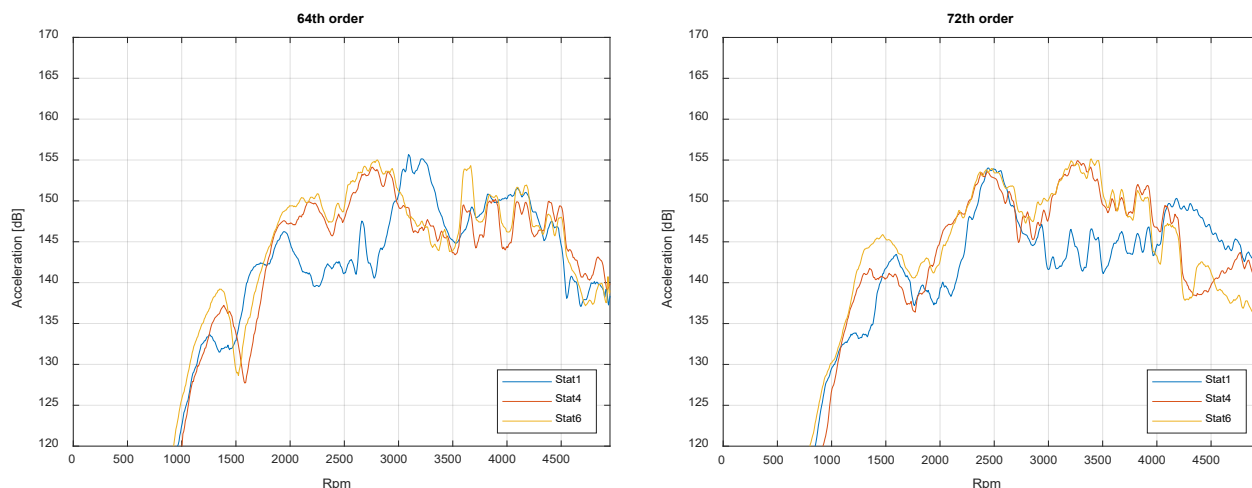 64th order
170
165
160
155
150
145
140
135
130
125
120
Acceleration [dB]
0 500 1000 1500 2000 2500 3000 3500 4000 4500
Rpm
Stat1
Stat4
Stat6
72th order
170
165
160
155
150
145
140
135
130
125
120
Acceleration [dB]
0 500 1000 1500 2000 2500 3000 3500 4000 4500
Rpm
Stat1
Stat4
Stat6